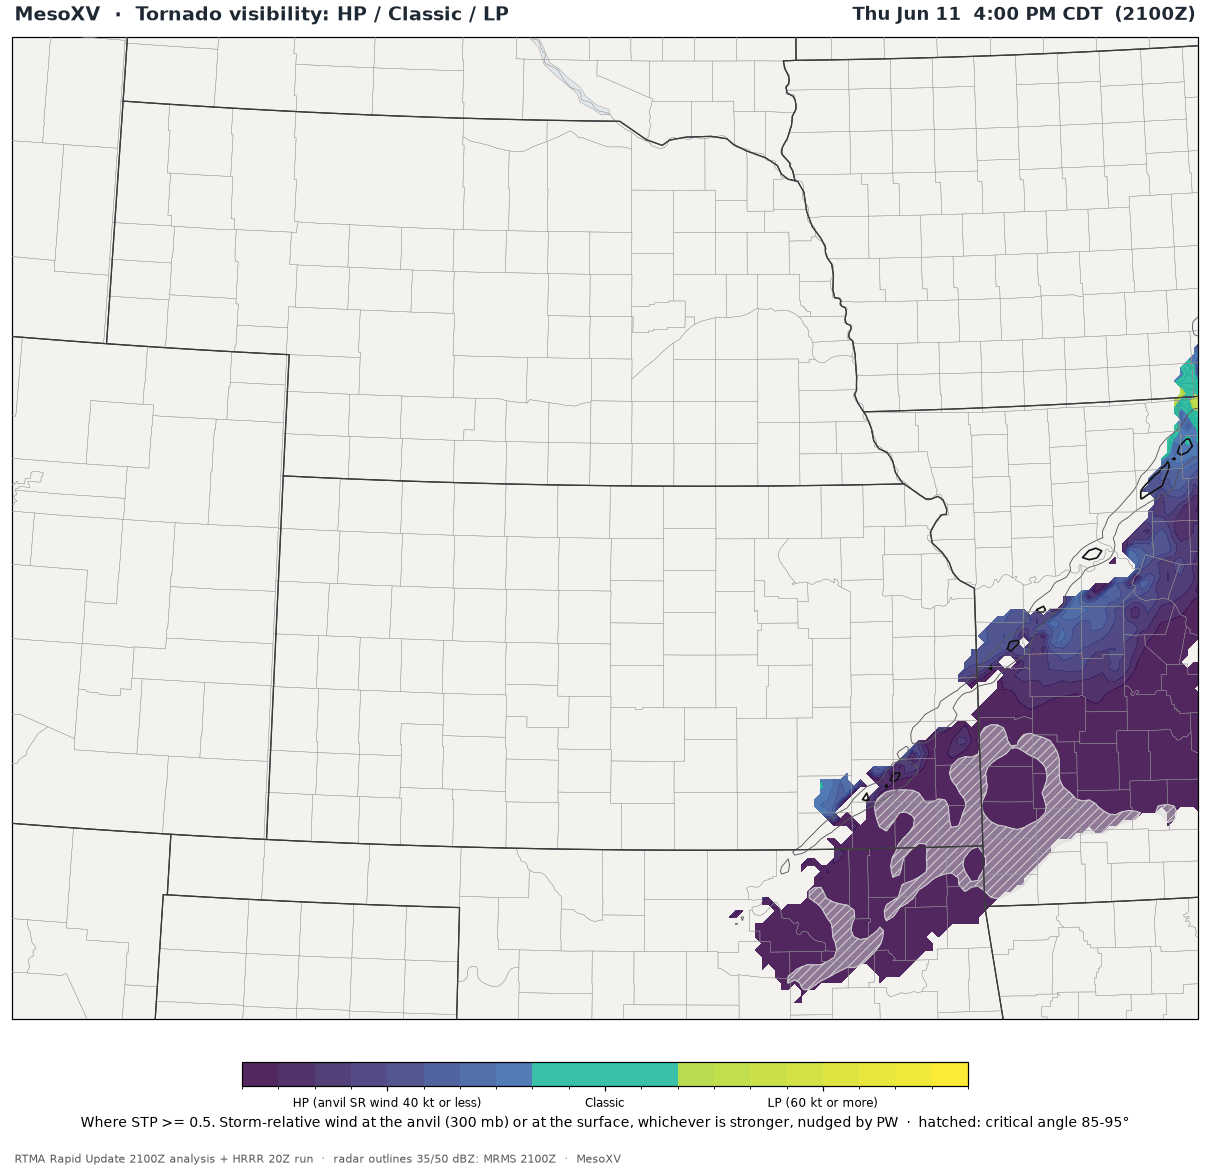 MesoXV · Tornado visibility: HP / Classic / LP
Thu Jun 11 4:00 PM CDT (2100Z)
HP (anvil SR wind 40 kt or less)
Classic
LP (60 kt or more)
Where STP >= 0.5. Storm-relative wind at the anvil (300 mb) or at the surface, whichever is stronger, nudged by PW · hatched: critical angle 85-95°
RTMA Rapid Update 2100Z analysis + HRRR 20Z run · radar outlines 35/50 dBZ: MRMS 2100Z · MesoXV